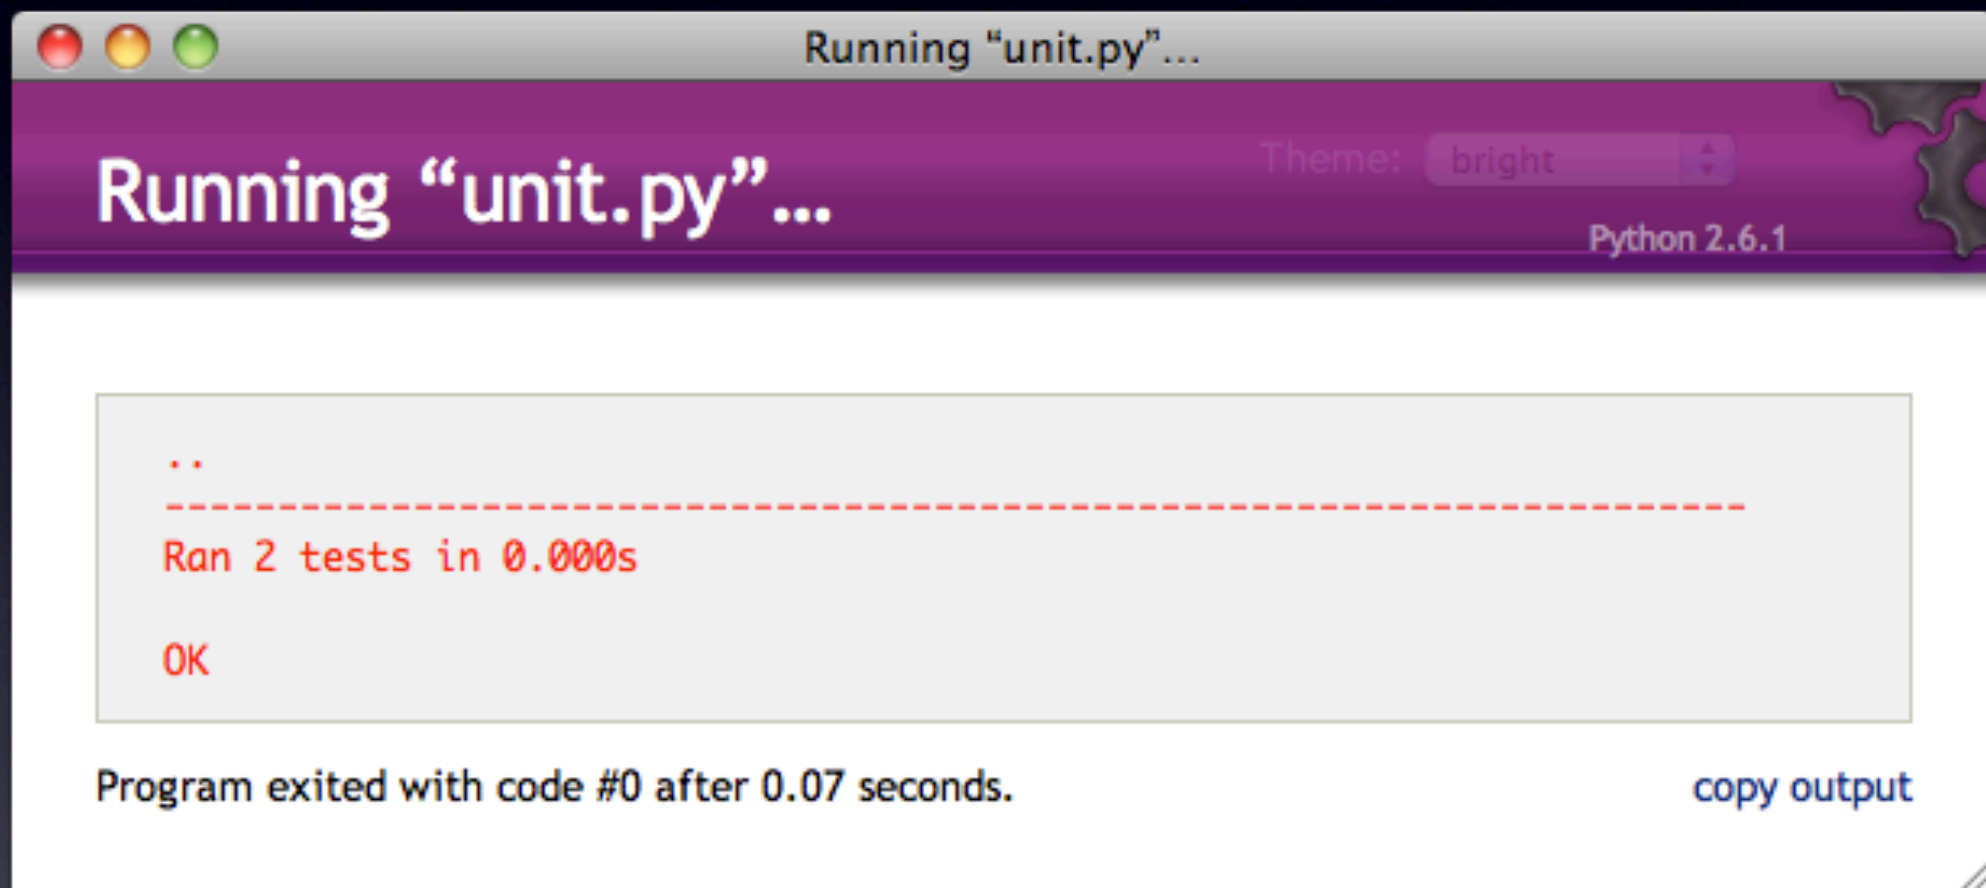 Running “unit.py”...
Running “unit.py”...
Theme: bright
Python 2.6.1
..
----------------------------------------------------------------------
Ran 2 tests in 0.000s
OK
Program exited with code #0 after 0.07 seconds.
copy output